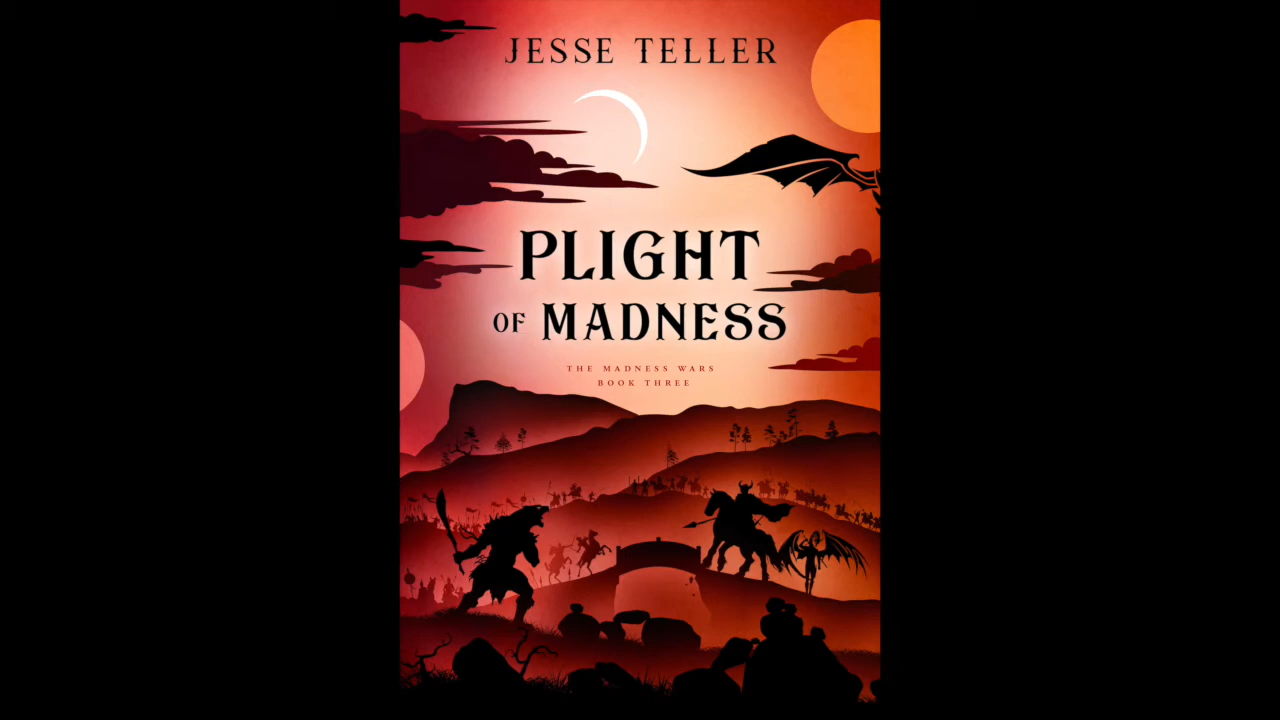 JESSE TELLER
PLIGHT
OF MADNESS
THE MADNESS WARS
BOOK THREE